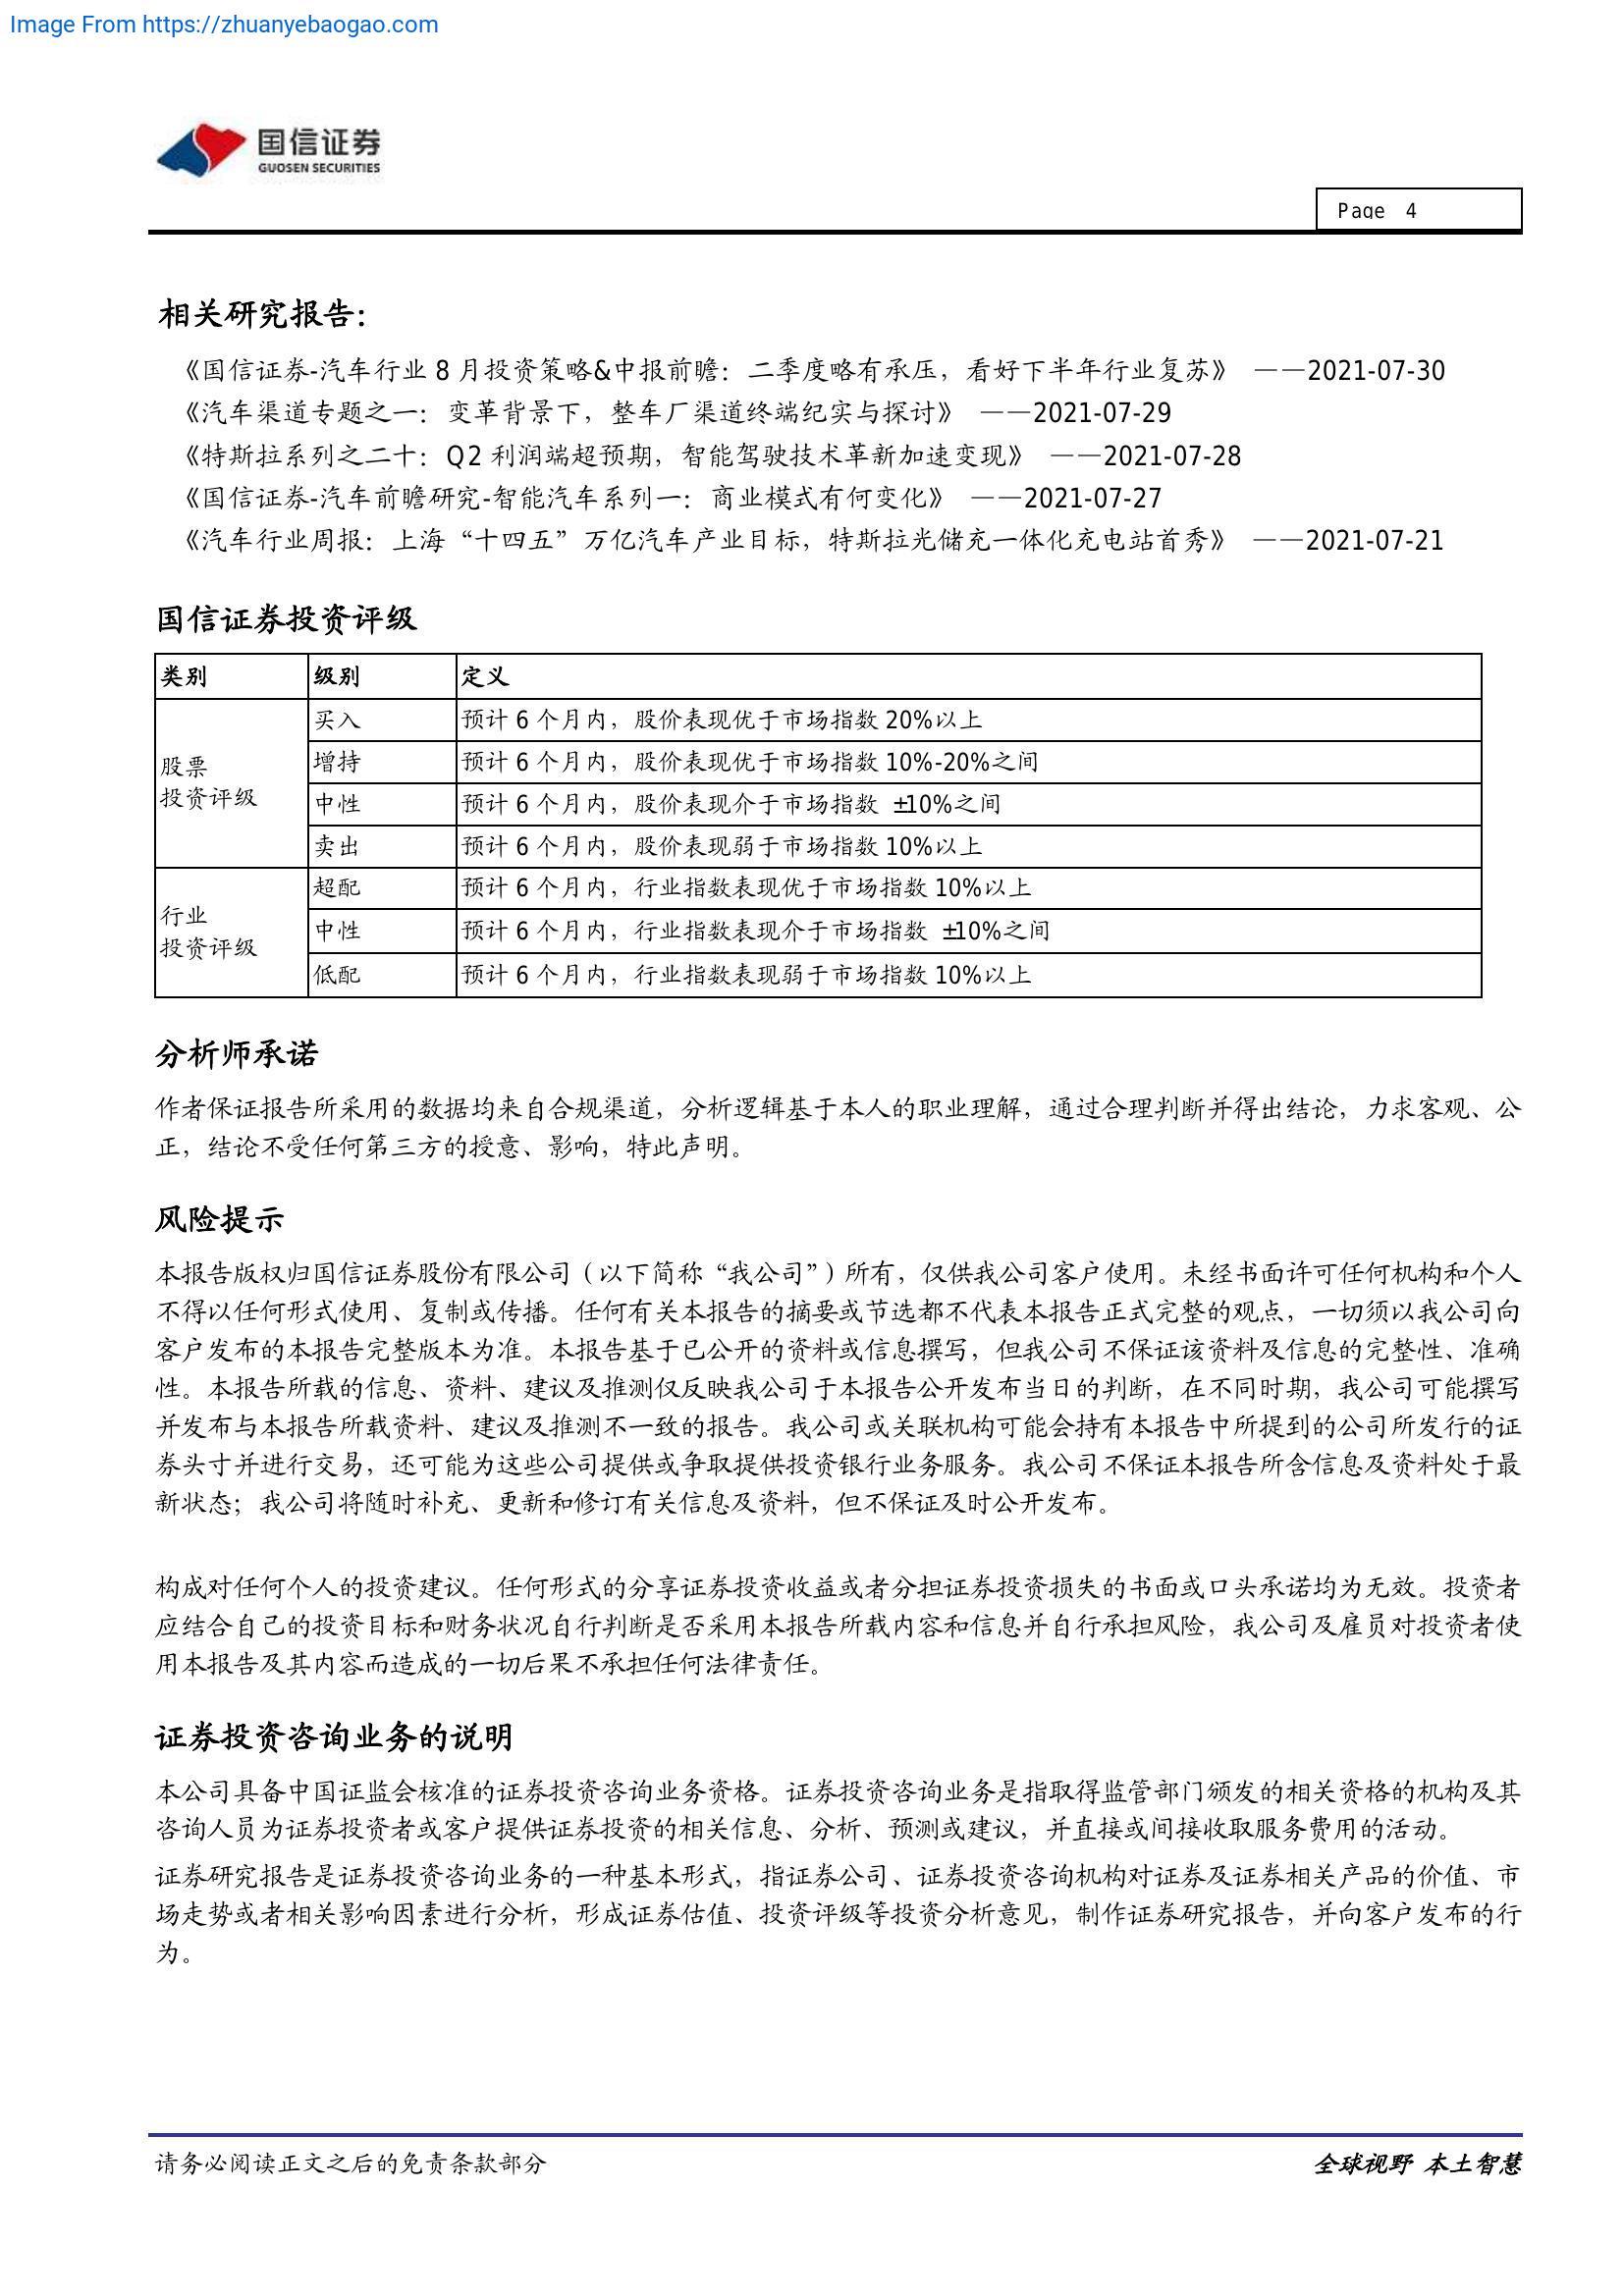 Image From https://zhuanyebaogao.com
国信证券
GUOSEN SECURITIES
Page 4
相关研究报告：
《国信证券-汽车行业 8 月投资策略&中报前瞻：二季度略有承压，看好下半年行业复苏》 ——2021-07-30
《汽车渠道专题之一：变革背景下，整车厂渠道终端纪实与探讨》 ——2021-07-29
《特斯拉系列之二十：Q2 利润端超预期，智能驾驶技术革新加速变现》 ——2021-07-28
《国信证券-汽车前瞻研究-智能汽车系列一：商业模式有何变化》 ——2021-07-27
《汽车行业周报：上海“十四五”万亿汽车产业目标，特斯拉光储充一体化充电站首秀》 ——2021-07-21
国信证券投资评级
类别 级别 定义
股票
投资评级
买入 预计 6 个月内，股价表现优于市场指数 20%以上
增持 预计 6 个月内，股价表现优于市场指数 10%-20%之间
中性 预计 6 个月内，股价表现介于市场指数 ±10%之间
卖出 预计 6 个月内，股价表现弱于市场指数 10%以上
行业
投资评级
超配 预计 6 个月内，行业指数表现优于市场指数 10%以上
中性 预计 6 个月内，行业指数表现介于市场指数 ±10%之间
低配 预计 6 个月内，行业指数表现弱于市场指数 10%以上
分析师承诺
作者保证报告所采用的数据均来自合规渠道，分析逻辑基于本人的职业理解，通过合理判断并得出结论，力求客观、公
正，结论不受任何第三方的授意、影响，特此声明。
风险提示
本报告版权归国信证券股份有限公司（以下简称“我公司”）所有，仅供我公司客户使用。未经书面许可任何机构和个人
不得以任何形式使用、复制或传播。任何有关本报告的摘要或节选都不代表本报告正式完整的观点，一切须以我公司向
客户发布的本报告完整版本为准。本报告基于已公开的资料或信息撰写，但我公司不保证该资料及信息的完整性、准确
性。本报告所载的信息、资料、建议及推测仅反映我公司于本报告公开发布当日的判断，在不同时期，我公司可能撰写
并发布与本报告所载资料、建议及推测不一致的报告。我公司或关联机构可能会持有本报告中所提到的公司所发行的证
券头寸并进行交易，还可能为这些公司提供或争取提供投资银行业务服务。我公司不保证本报告所含信息及资料处于最
新状态；我公司将随时补充、更新和修订有关信息及资料，但不保证及时公开发布。
构成对任何个人的投资建议。任何形式的分享证券投资收益或者分担证券投资损失的书面或口头承诺均为无效。投资者
应结合自己的投资目标和财务状况自行判断是否采用本报告所载内容和信息并自行承担风险，我公司及雇员对投资者使
用本报告及其内容而造成的一切后果不承担任何法律责任。
证券投资咨询业务的说明
本公司具备中国证监会核准的证券投资咨询业务资格。证券投资咨询业务是指取得监管部门颁发的相关资格的机构及其
咨询人员为证券投资者或客户提供证券投资的相关信息、分析、预测或建议，并直接或间接收取服务费用的活动。
证券研究报告是证券投资咨询业务的一种基本形式，指证券公司、证券投资咨询机构对证券及证券相关产品的价值、市
场走势或者相关影响因素进行分析，形成证券估值、投资评级等投资分析意见，制作证券研究报告，并向客户发布的行
为。
请务必阅读正文之后的免责条款部分
全球视野 本土智慧